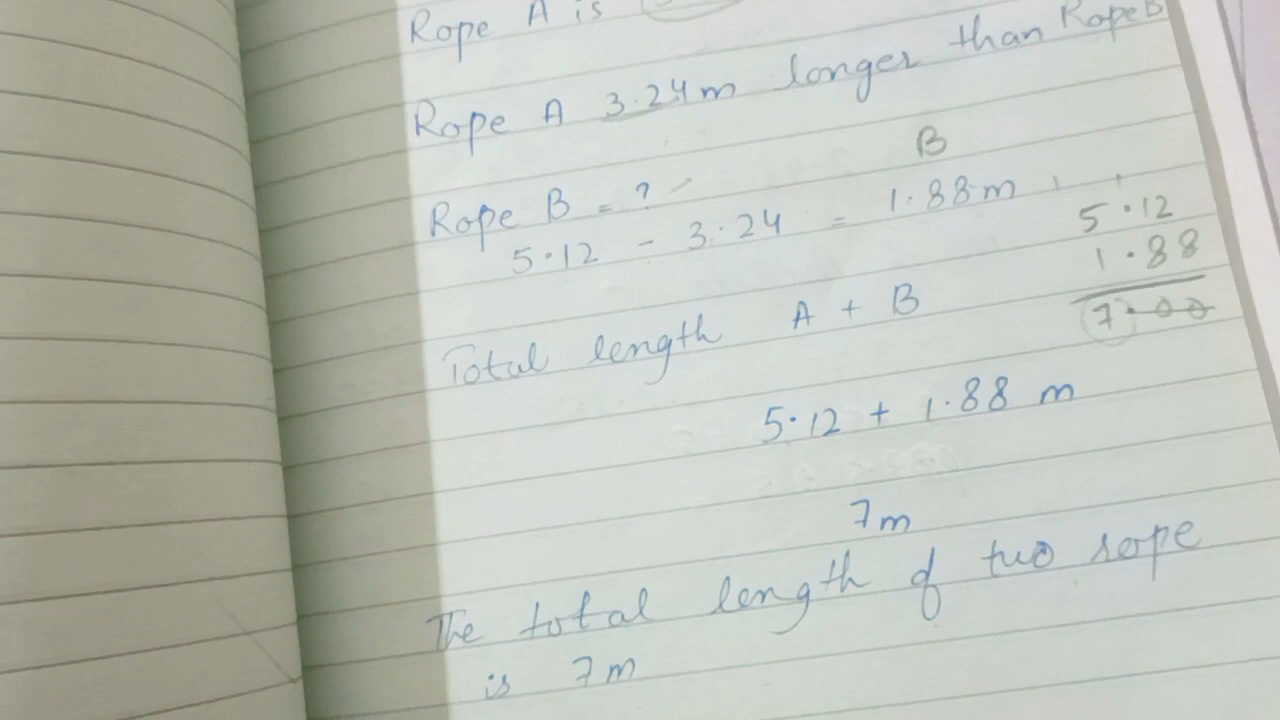 Rope A is
Rope A 3.24m longer than Rope B
B
Rope B = ?
5.12 - 3.24 = 1.88m
5.12
1.88
7.00
Total length A + B
5.12 + 1.88 m
7m
The total length of two rope
is 7m